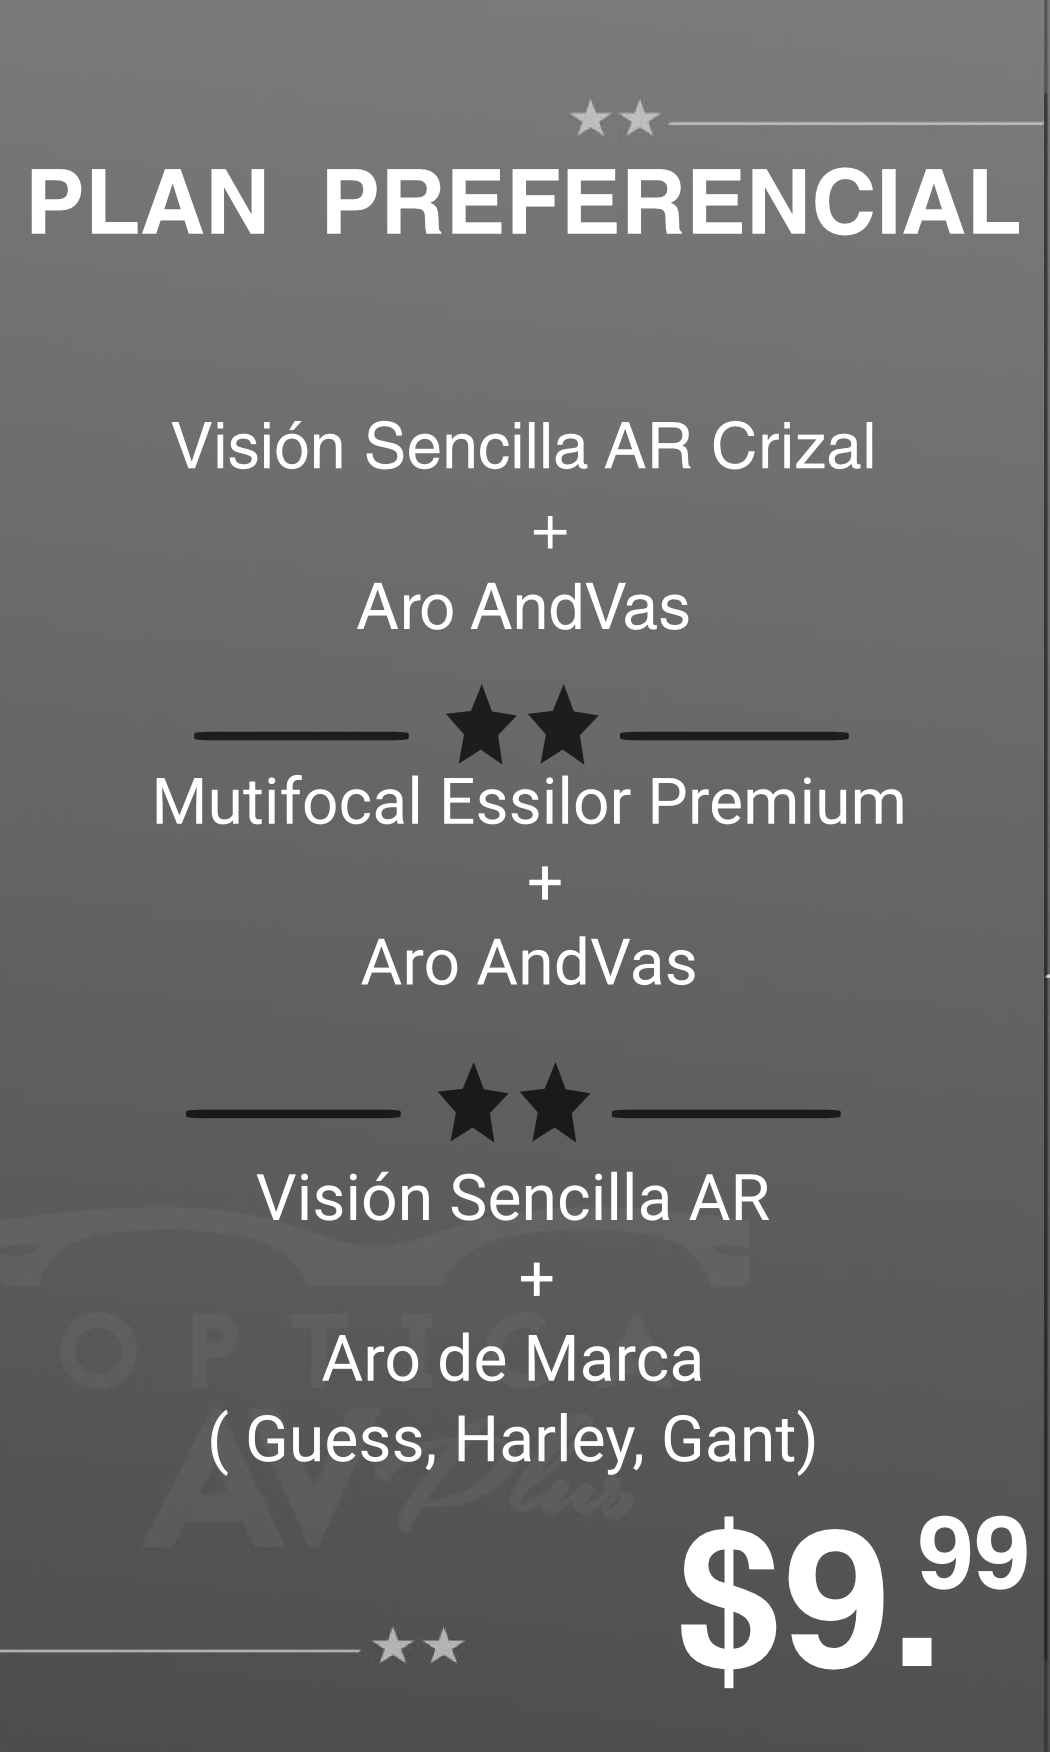 PLAN PREFERENCIAL
Visión Sencilla AR Crizal
+
Aro AndVas
Mutifocal Essilor Premium
+
Aro AndVas
Visión Sencilla AR
+
Aro de Marca
( Guess, Harley, Gant)
OPTICA
AV Plus
$9.99